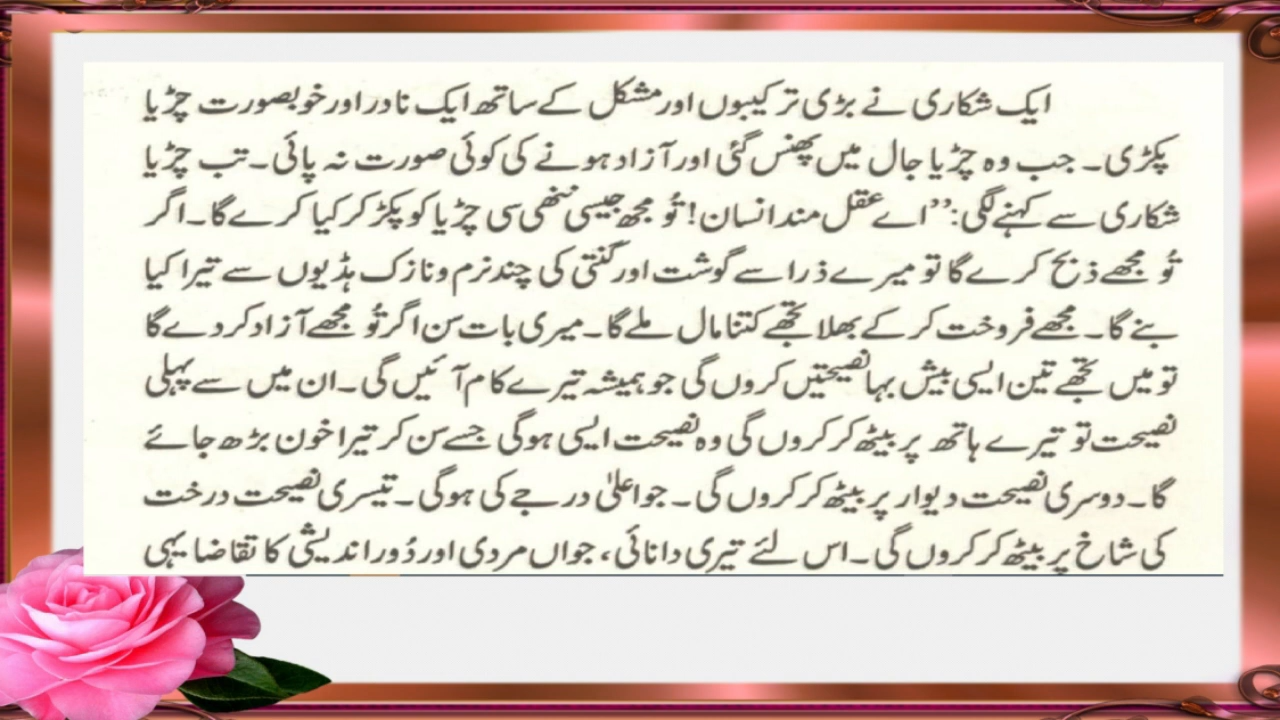 ایک شکاری نے بڑی ترکیبوں اور مشکل کے ساتھ ایک نادر اور خوبصورت چڑیا
پکڑی۔ جب وہ چڑیا جال میں پھنس گئی اور آزاد ہونے کی کوئی صورت نہ پائی۔ تب چڑیا
شکاری سے کہنے لگی: ’’اے عقل مند انسان! تُو مجھ جیسی ننھی سی چڑیا کو پکڑ کر کیا کرے گا۔ اگر
تُو مجھے ذبح کرے گا تو میرے ذرا سے گوشت اور گنتی کی چند نرم و نازک ہڈیوں سے تیرا کیا
بنے گا۔ مجھے فروخت کر کے بھلا تجھے کتنا مال ملے گا۔ میری بات سن اگر تُو مجھے آزاد کر دے گا
تو میں تجھے تین ایسی بیش بہا نصیحتیں کروں گی جو ہمیشہ تیرے کام آئیں گی۔ ان میں سے پہلی
نصیحت تو تیرے ہاتھ پر بیٹھ کر کروں گی وہ نصیحت ایسی ہوگی جسے سن کر تیرا خون بڑھ جائے
گا۔ دوسری نصیحت دیوار پر بیٹھ کر کروں گی۔ جو اعلیٰ درجے کی ہوگی۔ تیسری نصیحت درخت
کی شاخ پر بیٹھ کر کروں گی۔ اس لئے تیری دانائی، جواں مردی اور دُور اندیشی کا تقاضا یہی